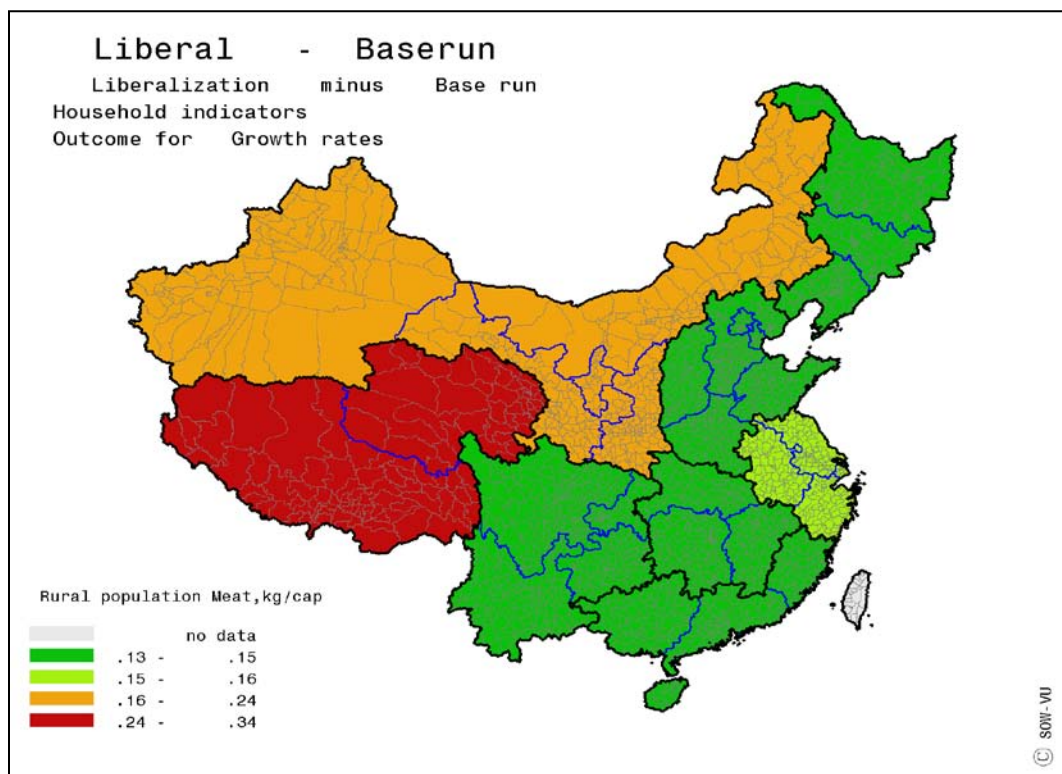 Liberal - Baserun
Liberalization minus Base run
Household indicators
Outcome for Growth rates
Rural population Meat,kg/cap
no data
.13 - .15
.15 - .16
.16 - .24
.24 - .34
© SOW-VU